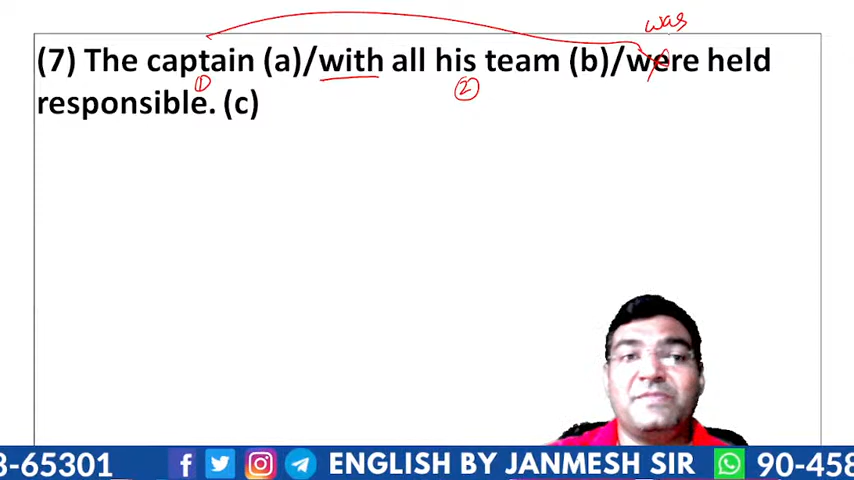 was
(7) The captain (a)/with all his team (b)/were held
1 2
responsible. (c)
3-65301 ENGLISH BY JANMESH SIR 90-458